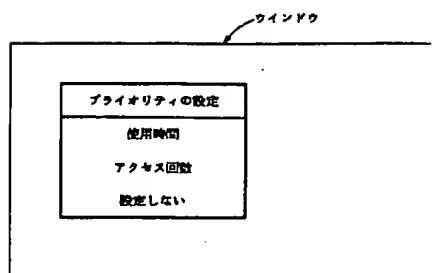 ウインドウ
プライオリティの設定
使用時間
アクセス回数
設定しない